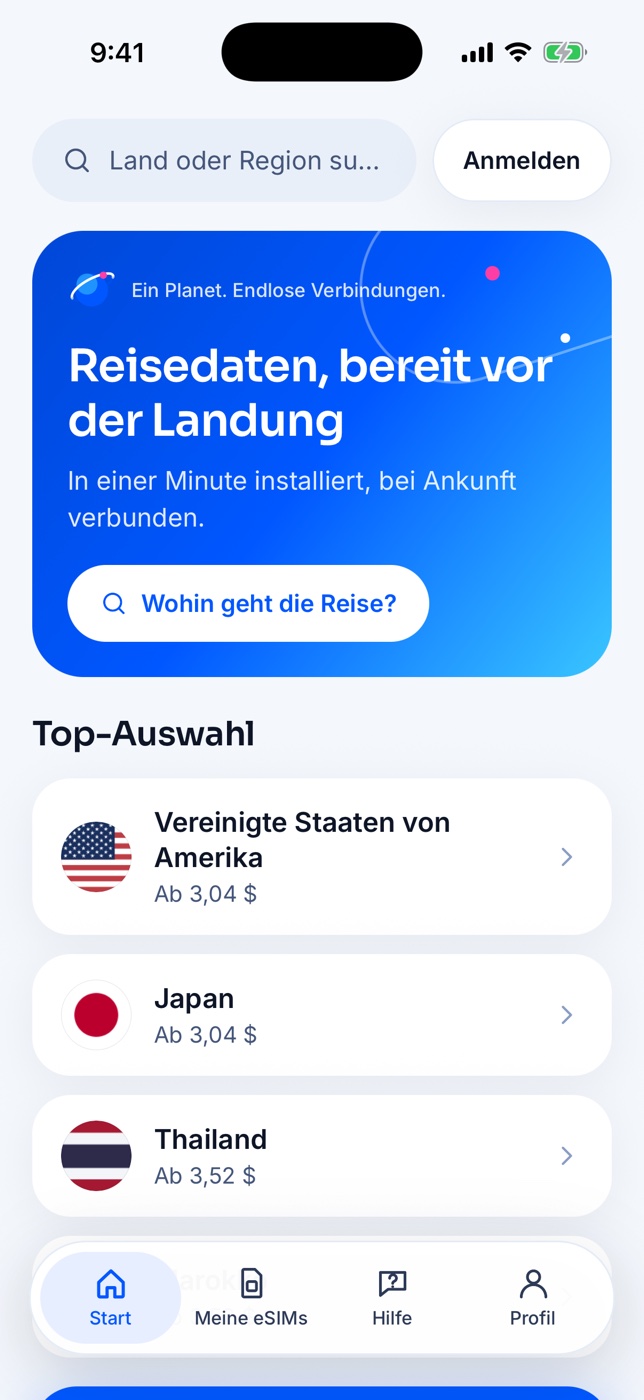 9:41
Land oder Region su...
Anmelden
Ein Planet. Endlose Verbindungen.
Reisedaten, bereit vor
der Landung
In einer Minute installiert, bei Ankunft
verbunden.
Wohin geht die Reise?
Top-Auswahl
Vereinigte Staaten von
Amerika
Ab 3,04 $
Japan
Ab 3,04 $
Thailand
Ab 3,52 $
Start
Meine eSIMs
Hilfe
Profil